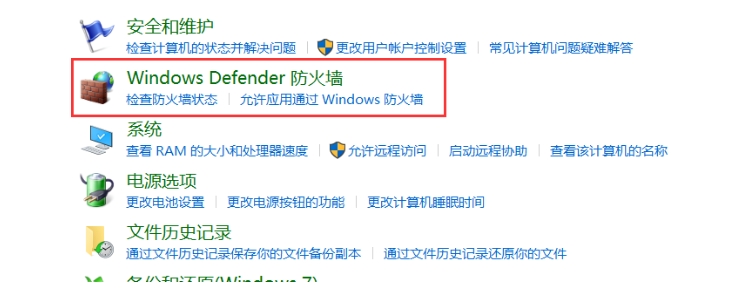 安全和维护
检查计算机的状态并解决问题 | 更改用户帐户控制设置 | 常见计算机问题疑难解答
Windows Defender 防火墙
检查防火墙状态 | 允许应用通过 Windows 防火墙
系统
查看 RAM 的大小和处理器速度 | 允许远程访问 | 启动远程协助 | 查看该计算机的名称
电源选项
更改电池设置 | 更改电源按钮的功能 | 更改计算机睡眠时间
文件历史记录
通过文件历史记录保存你的文件备份副本 | 通过文件历史记录还原你的文件
备份和还原(Windows 7)